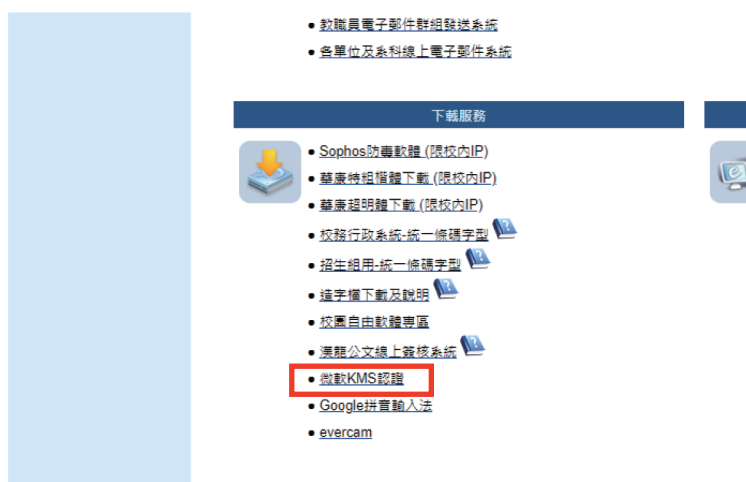 教職員電子郵件群組發送系統
各單位及系科線上電子郵件系統
下載服務
Sophos防毒軟體 (限校內IP)
華康特粗楷體下載 (限校內IP)
華康超明體下載 (限校內IP)
校務行政系統-統一條碼字型
招生組用-統一條碼字型
造字檔下載及說明
校園自由軟體專區
漢龍公文線上簽核系統
微軟KMS認證
Google拼音輸入法
evercam